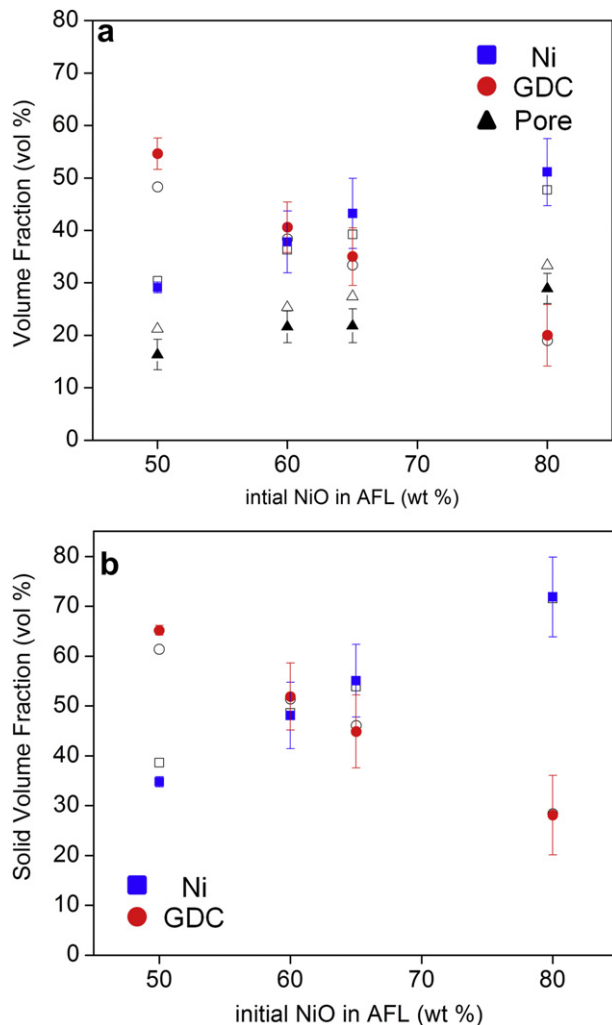 a
80
70
60
50
40
30
20
10
0
Volume Fraction (vol %)
Ni
GDC
Pore
50 60 70 80
intial NiO in AFL (wt %)
b
80
70
60
50
40
30
20
10
0
Solid Volume Fraction (vol %)
Ni
GDC
50 60 70 80
initial NiO in AFL (wt %)